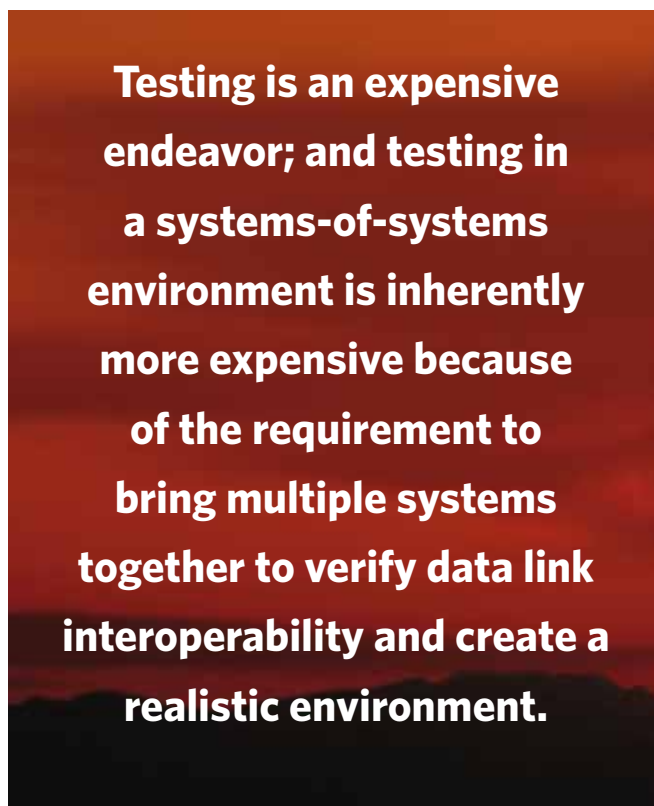 Testing is an expensive
endeavor; and testing in
a systems-of-systems
environment is inherently
more expensive because
of the requirement to
bring multiple systems
together to verify data link
interoperability and create a
realistic environment.